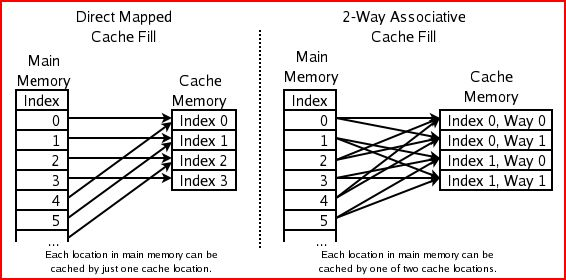 Direct Mapped
Cache Fill
Main
Memory
Index
0
1
2
3
4
5
...
Cache
Memory
Index 0
Index 1
Index 2
Index 3
Each location in main memory can be
cached by just one cache location.
2-Way Associative
Cache Fill
Main
Memory
Index
0
1
2
3
4
5
...
Cache
Memory
Index 0, Way 0
Index 0, Way 1
Index 1, Way 0
Index 1, Way 1
Each location in main memory can be
cached by one of two cache locations.